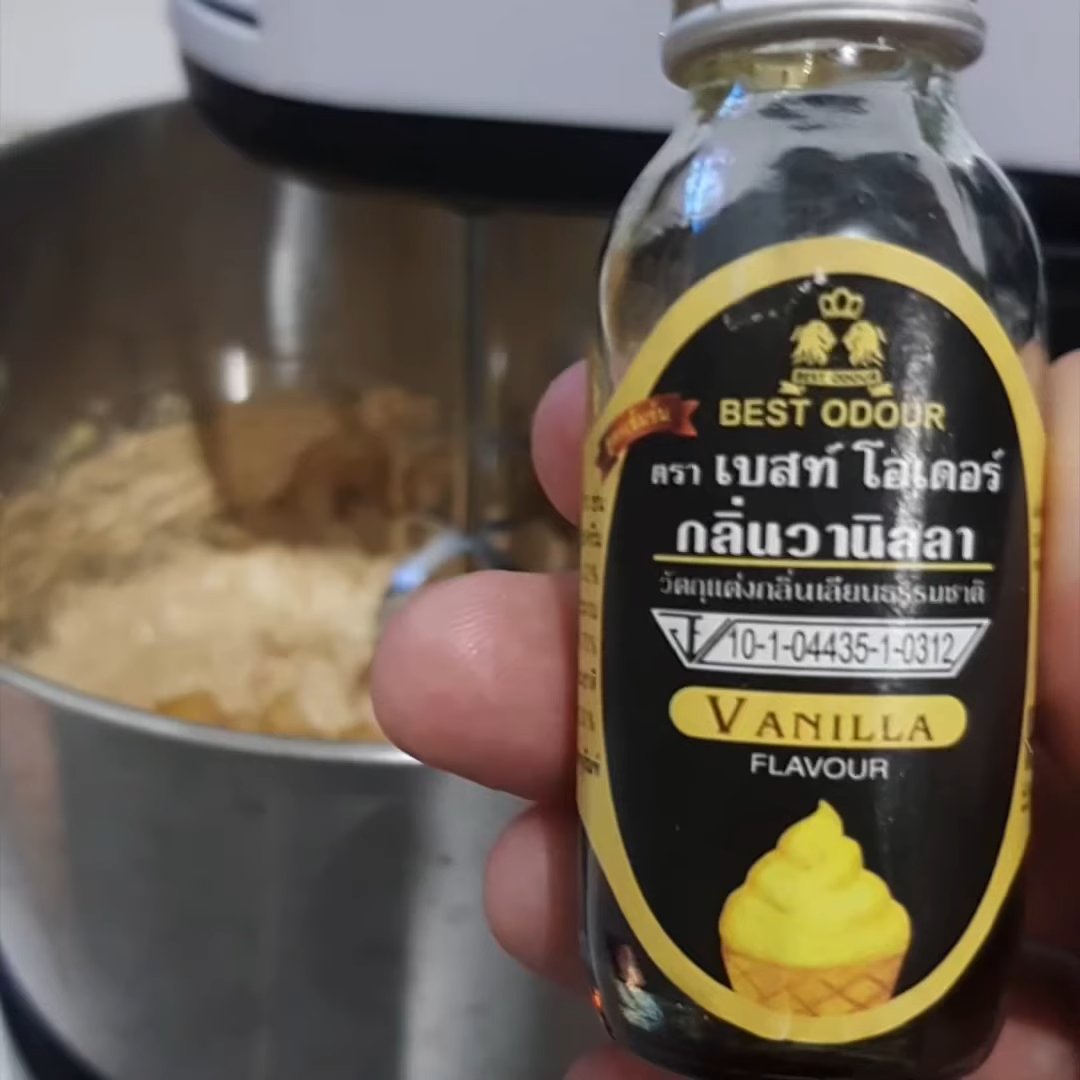 BEST ODOUR
BEST ODOUR
ตรา เบสท์ โอเดอร์
กลิ่นวานิลลา
วัตถุแต่งกลิ่นเลียนธรรมชาติ
10-1-04435-1-0312
VANILLA
FLAVOUR